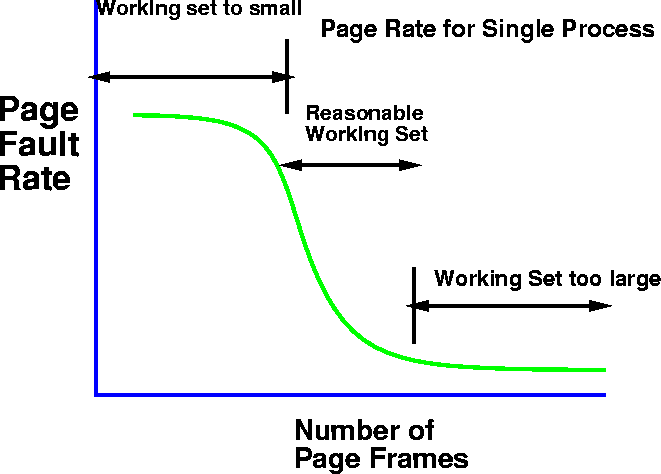 Working set to small
Page Rate for Single Process
Page
Fault
Rate
Reasonable
Working Set
Working Set too large
Number of
Page Frames